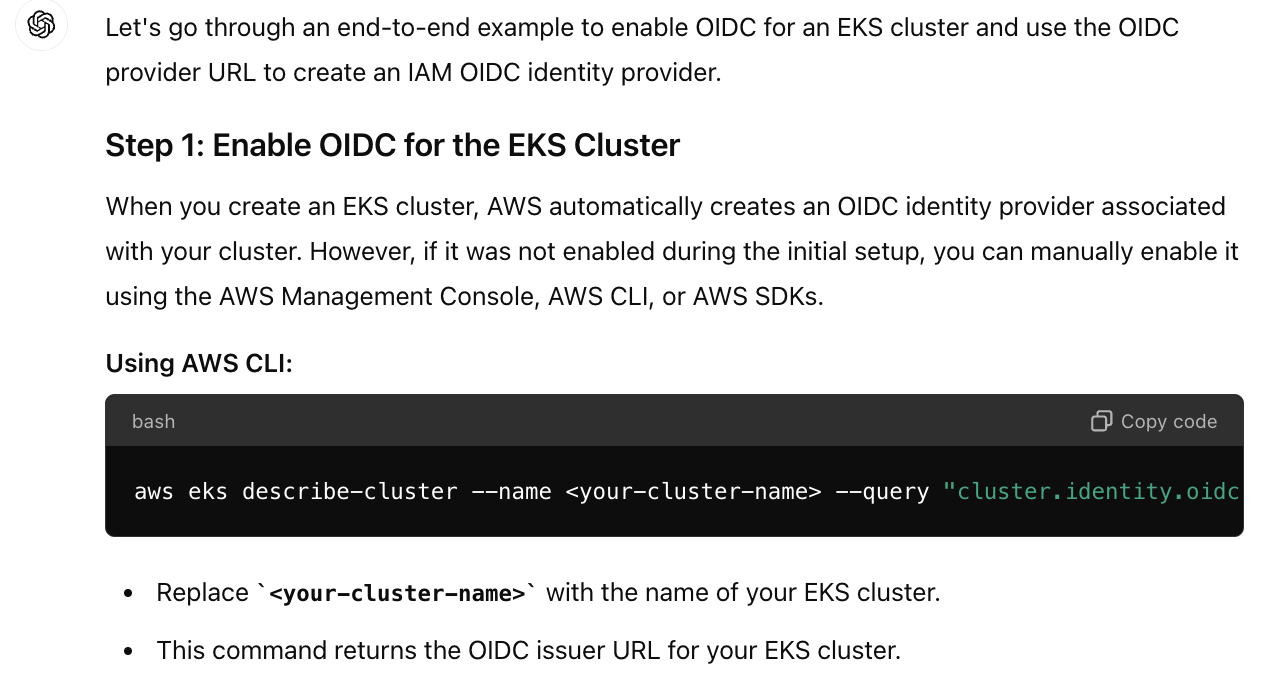 Let's go through an end-to-end example to enable OIDC for an EKS cluster and use the OIDC
provider URL to create an IAM OIDC identity provider.
Step 1: Enable OIDC for the EKS Cluster
When you create an EKS cluster, AWS automatically creates an OIDC identity provider associated
with your cluster. However, if it was not enabled during the initial setup, you can manually enable it
using the AWS Management Console, AWS CLI, or AWS SDKs.
Using AWS CLI:
bash
Copy code
aws eks describe-cluster --name <your-cluster-name> --query "cluster.identity.oidc
• Replace `<your-cluster-name>` with the name of your EKS cluster.
• This command returns the OIDC issuer URL for your EKS cluster.